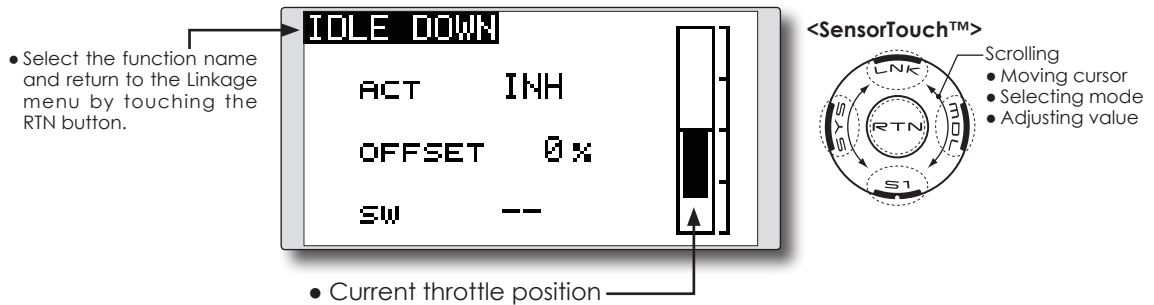 ● Select the function name
and return to the Linkage
menu by touching the
RTN button.
IDLE DOWN
ACT INH
OFFSET 0%
SW --
● Current throttle position
<SensorTouch™>
LNK
SYS
RTN
MDL
S1
Scrolling
● Moving cursor
● Selecting mode
● Adjusting value